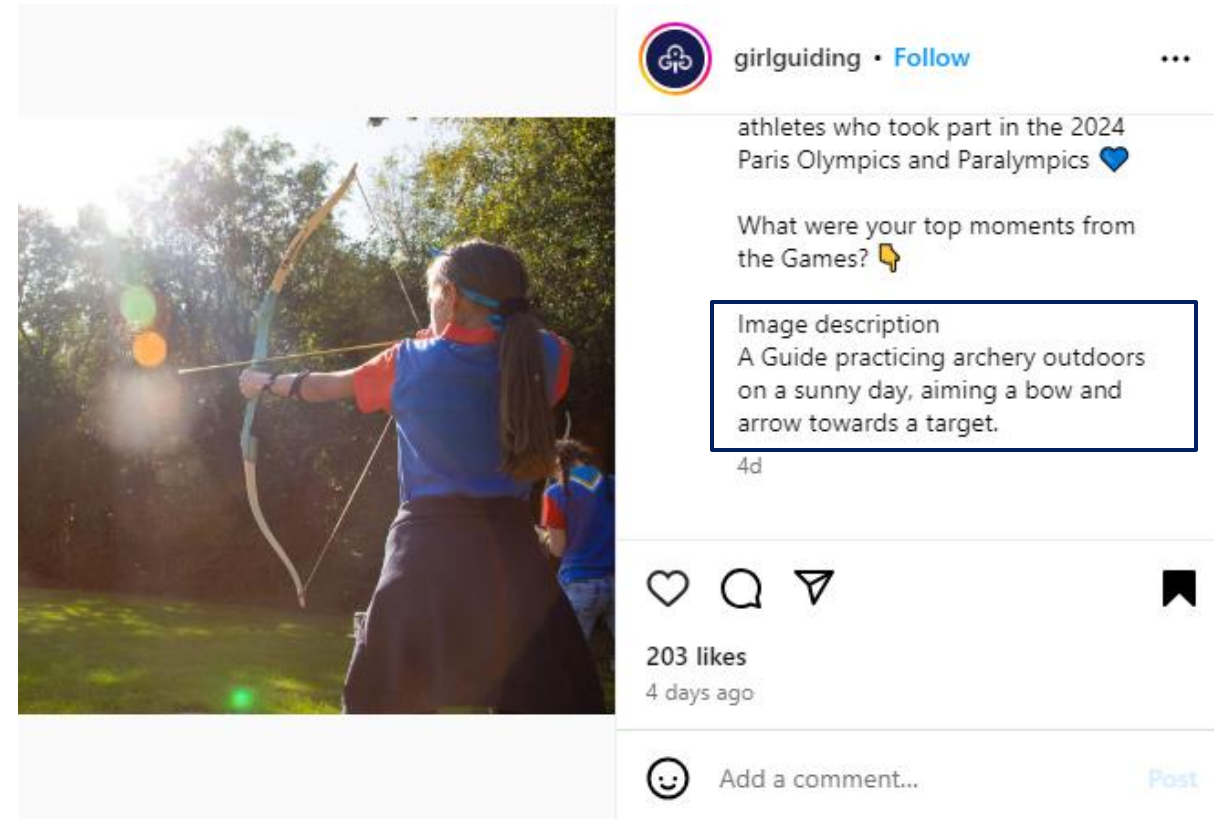 girlguiding • Follow
athletes who took part in the 2024
Paris Olympics and Paralympics 💙
What were your top moments from
the Games? 👇
Image description
A Guide practicing archery outdoors
on a sunny day, aiming a bow and
arrow towards a target.
4d
203 likes
4 days ago
Add a comment...
Post